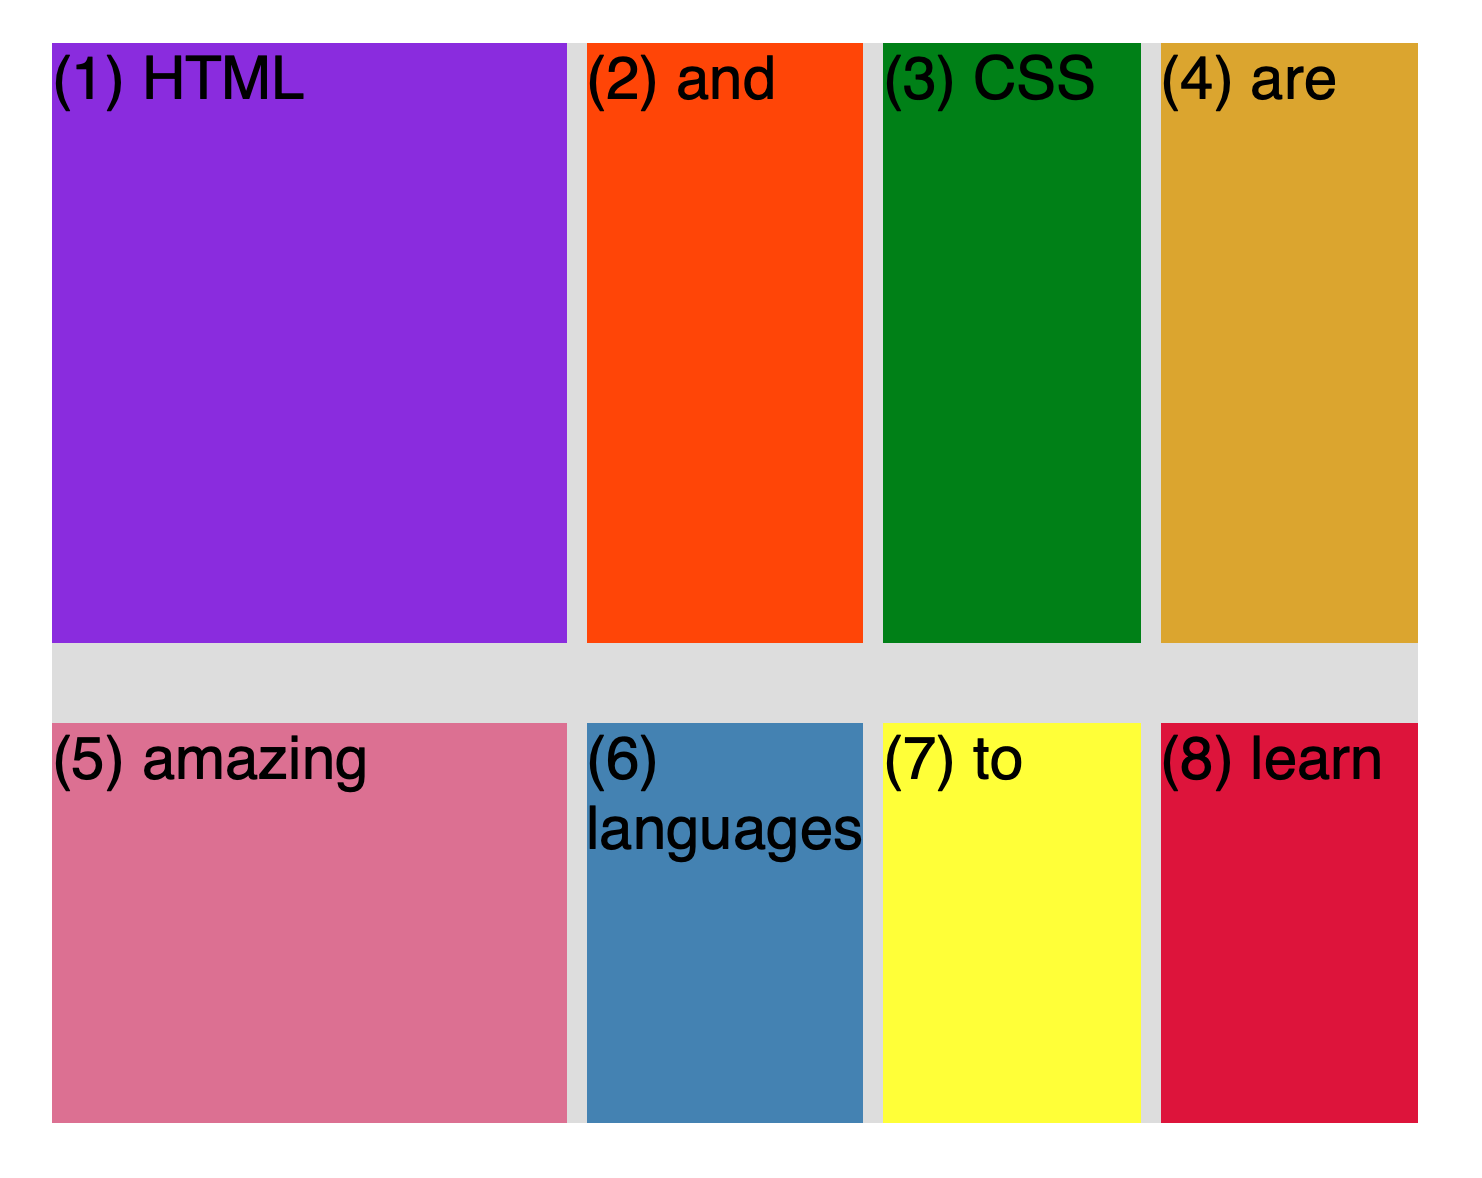 (1) HTML
(2) and
(3) CSS
(4) are
(5) amazing
(6)
languages
(7) to
(8) learn